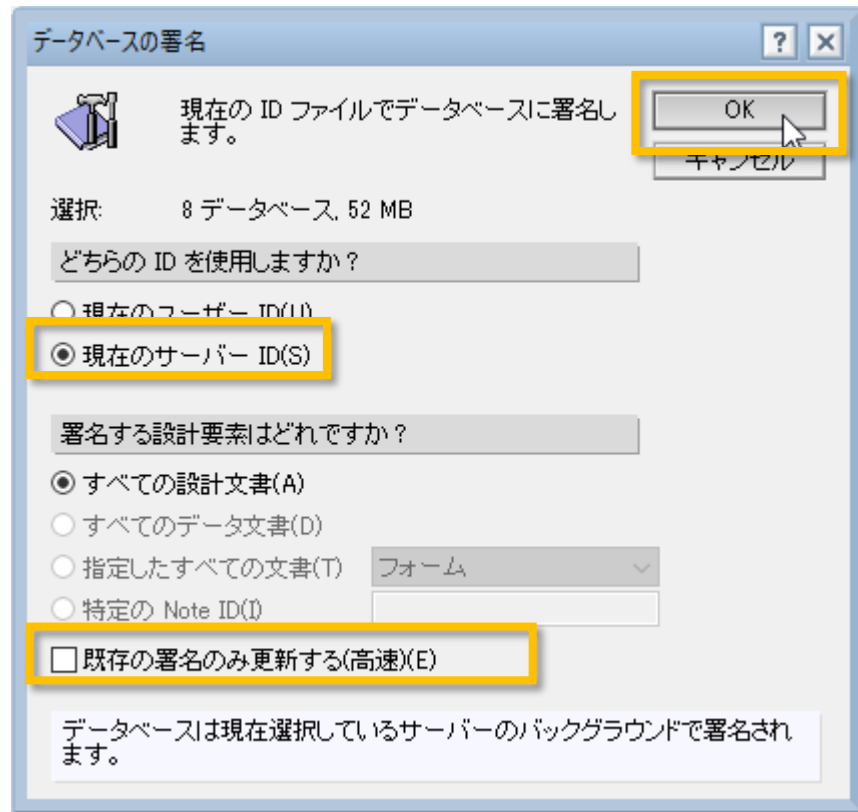 データベースの署名
現在の ID ファイルでデータベースに署名し
ます。
OK
キャンセル
選択: 8 データベース, 52 MB
どちらの ID を使用しますか？
現在のユーザー ID(U)
現在のサーバー ID(S)
署名する設計要素はどれですか？
すべての設計文書(A)
すべてのデータ文書(D)
指定したすべての文書(T) フォーム
特定の Note ID(I)
既存の署名のみ更新する(高速)(E)
データベースは現在選択しているサーバーのバックグラウンドで署名され
ます。